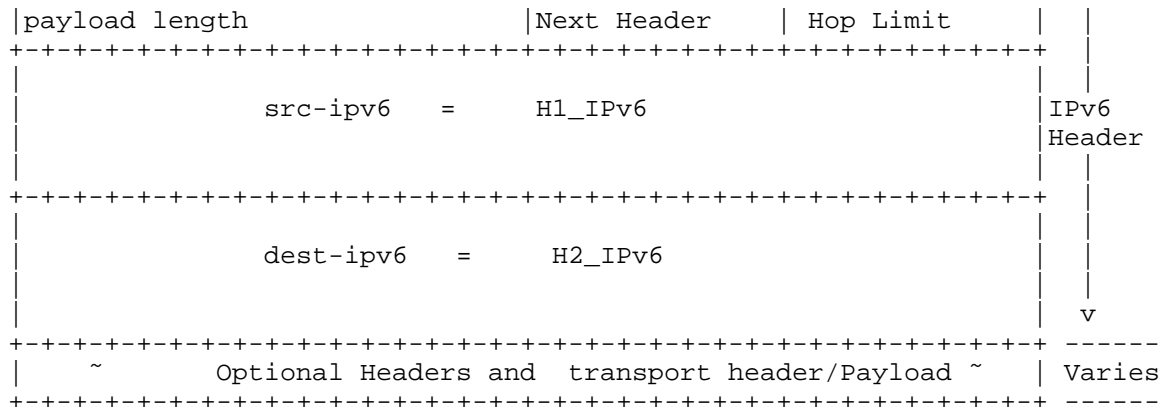 |payload length                 |Next Header    | Hop Limit     |  |
+-+-+-+-+-+-+-+-+-+-+-+-+-+-+-+-+-+-+-+-+-+-+-+-+-+-+-+-+-+-+-+-+  |
|                                                               |  |
|               src-ipv6   =     H1_IPv6                        |IPv6
|                                                               |Header
|                                                               |  |
+-+-+-+-+-+-+-+-+-+-+-+-+-+-+-+-+-+-+-+-+-+-+-+-+-+-+-+-+-+-+-+-+  |
|                                                               |  |
|               dest-ipv6   =     H2_IPv6                       |  |
|                                                               |  |
|                                                               |  v
+-+-+-+-+-+-+-+-+-+-+-+-+-+-+-+-+-+-+-+-+-+-+-+-+-+-+-+-+-+-+-+-+ ------
|    ~       Optional Headers and  transport header/Payload ~   | Varies
+-+-+-+-+-+-+-+-+-+-+-+-+-+-+-+-+-+-+-+-+-+-+-+-+-+-+-+-+-+-+-+-+ ------